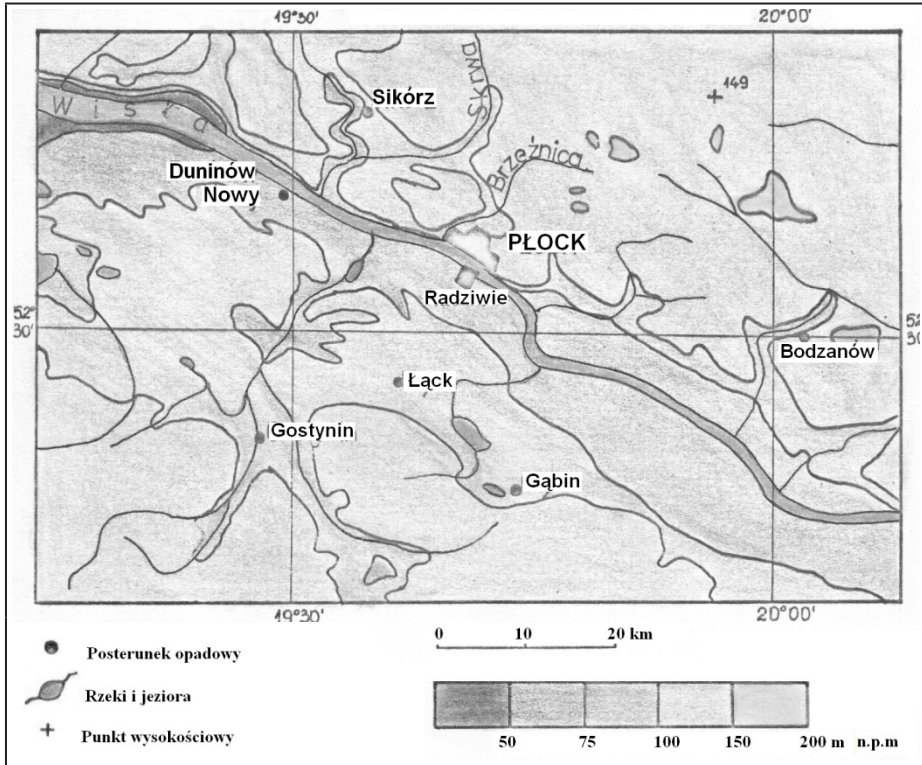 19°30'
20°00'
149
Wisła
Skrwa
Sikórz
Brzeźnica
Duninów
Nowy
PŁOCK
Radziwie
52°
30'
52°
30'
Bodzanów
Łąck
Gostynin
Gąbin
19°30'
20°00'
0 10 20 km
Posterunek opadowy
Rzeki i jeziora
Punkt wysokościowy
50 75 100 150 200 m n.p.m